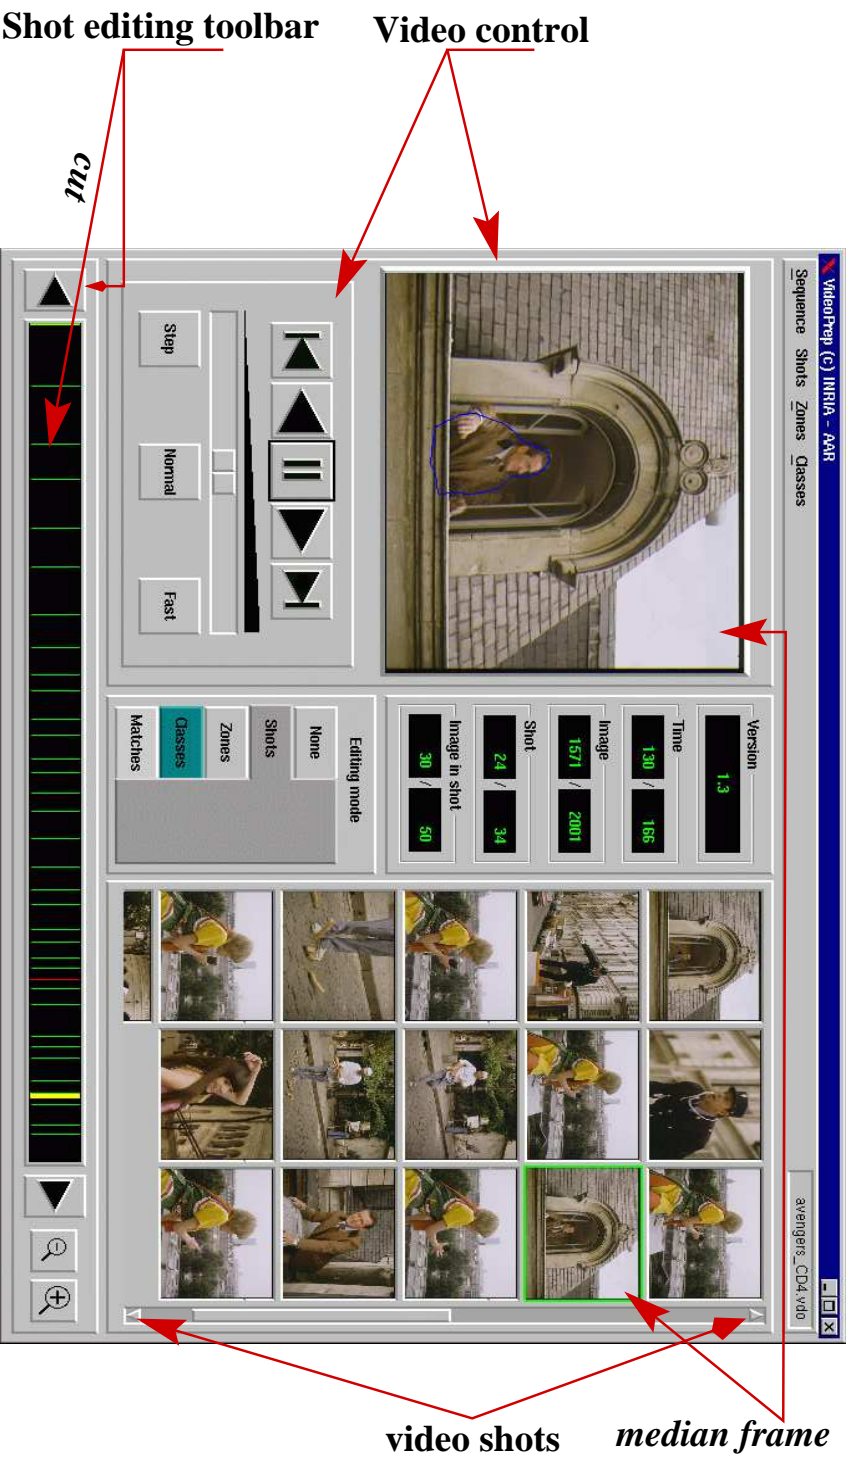 Shot editing toolbar
Video control
cut
VideoPrep (c) INRIA - AAR
Sequence Shots Zones Classes
avengers_CD4.vdo
Step
Normal
Fast
Version
1.3
Time
130 / 166
Image
1571 / 2001
Shot
24 / 34
Image in shot
30 / 50
Editing mode
None
Shots
Zones
Classes
Matches
video shots
median frame